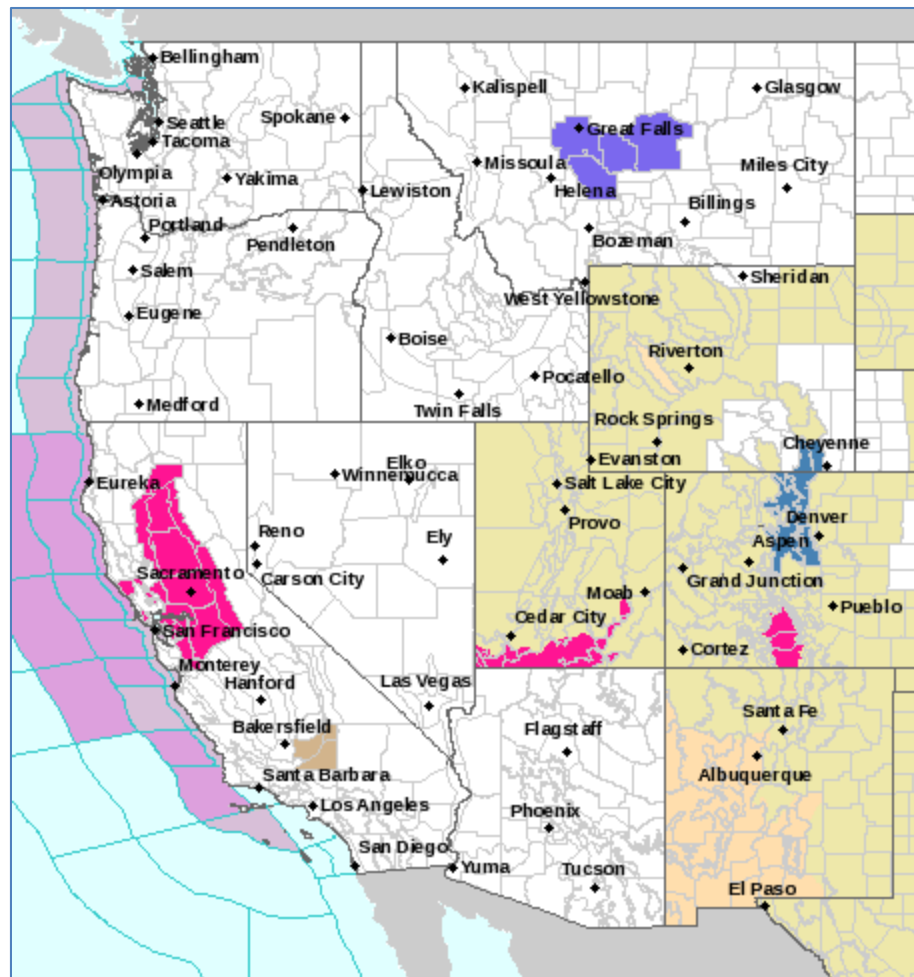 Bellingham
Kalispell
Glasgow
Seattle
Spokane
Great Falls
Tacoma
Olympia
Missoula
Miles City
Yakima
Helena
Lewiston
Astoria
Billings
Portland
Pendleton
Bozeman
Salem
Sheridan
West Yellowstone
Eugene
Boise
Riverton
Pocatello
Medford
Twin Falls
Rock Springs
Cheyenne
Elko
Evanston
Eureka
Winnemucca
Salt Lake City
Provo
Denver
Reno
Ely
Aspen
Sacramento
Carson City
Grand Junction
Moab
Pueblo
Cedar City
San Francisco
Cortez
Monterey
Hanford
Las Vegas
Santa Fe
Bakersfield
Flagstaff
Albuquerque
Santa Barbara
Los Angeles
Phoenix
San Diego
Yuma
Tucson
El Paso